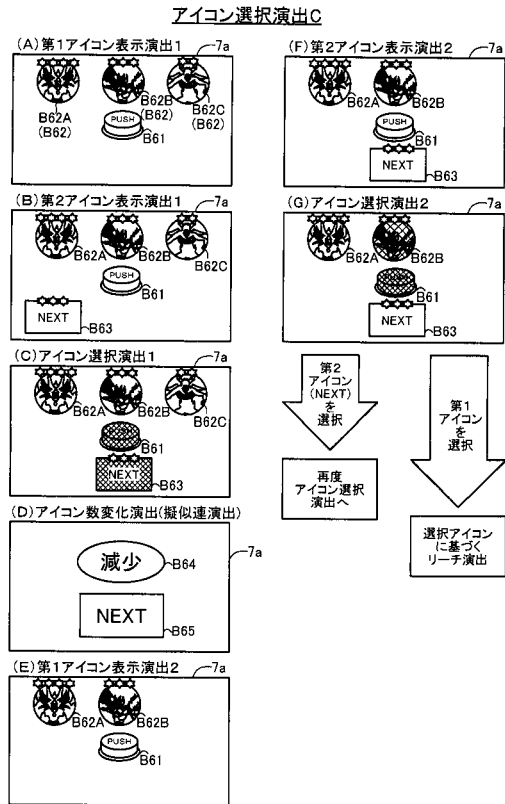 アイコン選択演出C
(A)第1アイコン表示演出1
7a
B62A
(B62)
B62B
(B62)
B62C
(B62)
PUSH
B61
(B)第2アイコン表示演出1
7a
B62A
B62B
B62C
PUSH
B61
NEXT
B63
(C)アイコン選択演出1
7a
B62A
B62B
B62C
B61
NEXT
B63
(D)アイコン数変化演出(擬似連演出)
7a
減少
B64
NEXT
B65
(E)第1アイコン表示演出2
7a
B62A
B62B
PUSH
B61
(F)第2アイコン表示演出2
7a
B62A
B62B
PUSH
B61
NEXT
B63
(G)アイコン選択演出2
7a
B62A
B62B
B61
NEXT
B63
第2
アイコン
(NEXT)
を
選択
再度
アイコン選択
演出へ
第1
アイコン
を
選択
選択アイコン
に基づく
リーチ演出